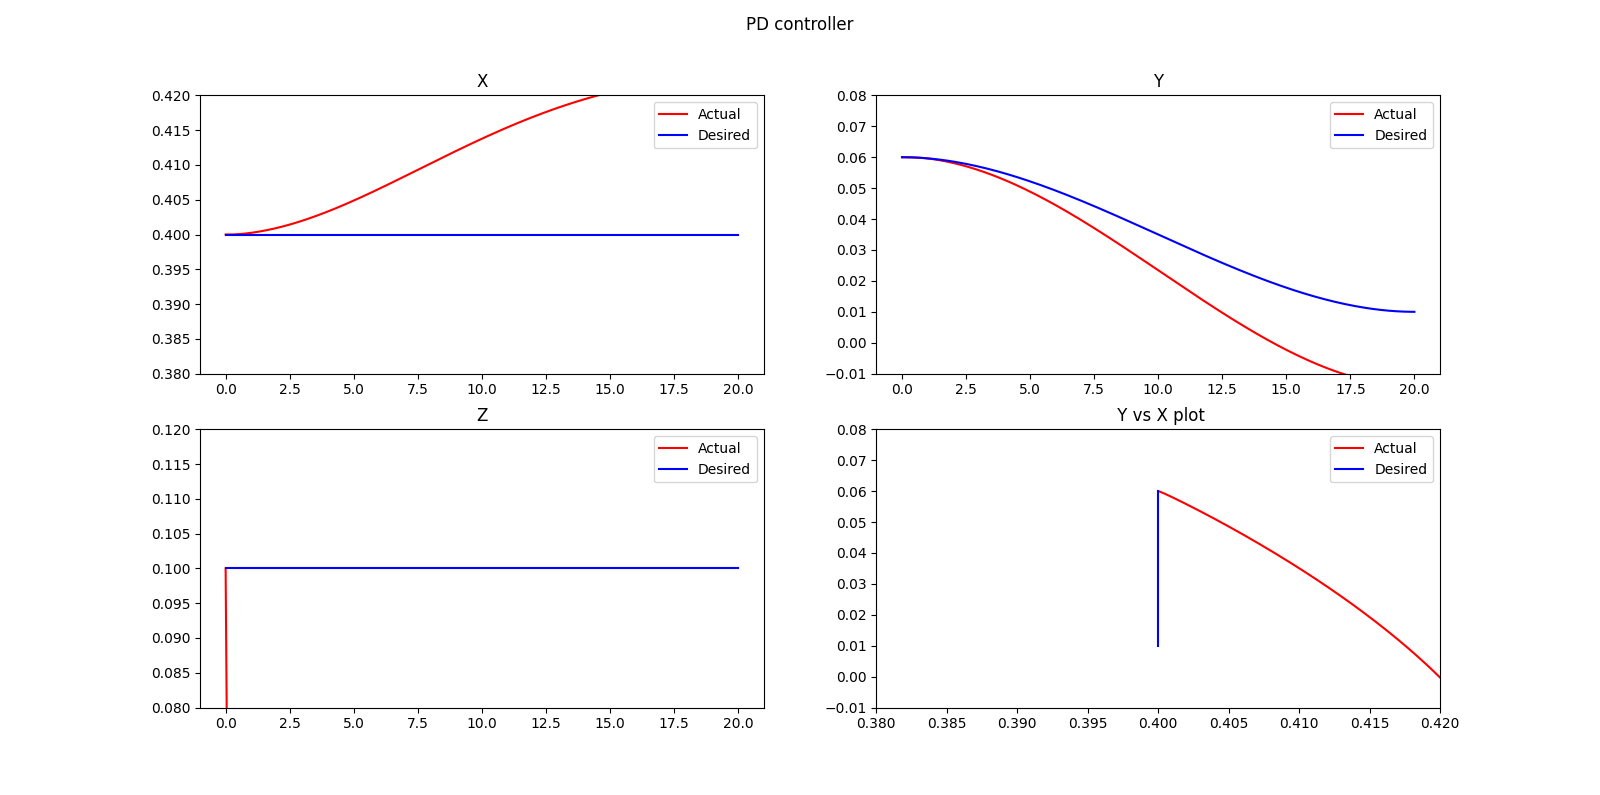 PD controller
X
0.420
0.415
0.410
0.405
0.400
0.395
0.390
0.385
0.380
0.0 2.5 5.0 7.5 10.0 12.5 15.0 17.5 20.0
Actual
Desired
Y
0.08
0.07
0.06
0.05
0.04
0.03
0.02
0.01
0.00
−0.01
0.0 2.5 5.0 7.5 10.0 12.5 15.0 17.5 20.0
Actual
Desired
Z
0.120
0.115
0.110
0.105
0.100
0.095
0.090
0.085
0.080
0.0 2.5 5.0 7.5 10.0 12.5 15.0 17.5 20.0
Actual
Desired
Y vs X plot
0.08
0.07
0.06
0.05
0.04
0.03
0.02
0.01
0.00
−0.01
0.380 0.385 0.390 0.395 0.400 0.405 0.410 0.415 0.420
Actual
Desired